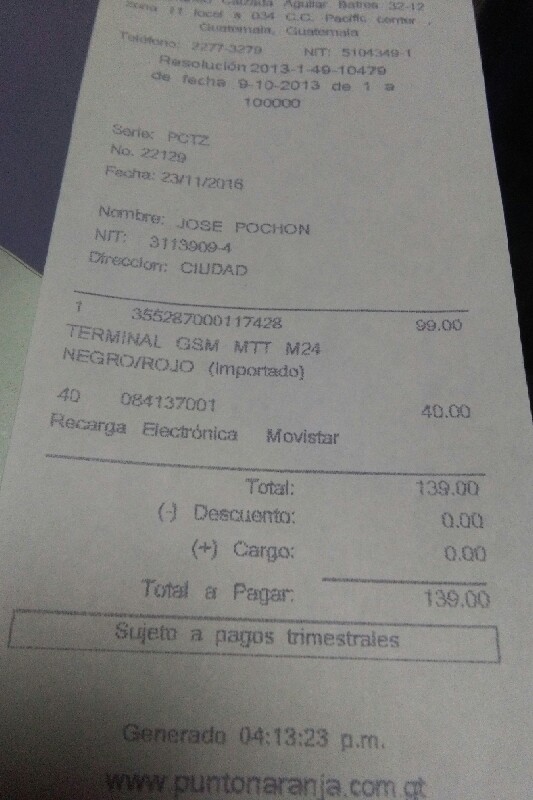 Calzada Aguilar Batres 32-12
zona 11 local s 034 C.C. Pacific center ,
Guatemala, Guatemala
Teléfono: 2277-3279 NIT: 5104349-1
Resolución 2013-1-49-10479
de fecha 9-10-2013 de 1 a
100000
Serie: PCTZ
No. 22129
Fecha: 23/11/2016
Nombre: JOSE POCHON
NIT: 3113909-4
Direccion: CIUDAD
1 355287000117428 99.00
TERMINAL GSM MTT M24
NEGRO/ROJO (Importado)
40 084137001 40.00
Recarga Electrónica Movistar
Total: 139.00
(-) Descuento: 0.00
(+) Cargo: 0.00
Total a Pagar: 139.00
Sujeto a pagos trimestrales
Generado 04:13:23 p.m.
www.puntonaranja.com.gt